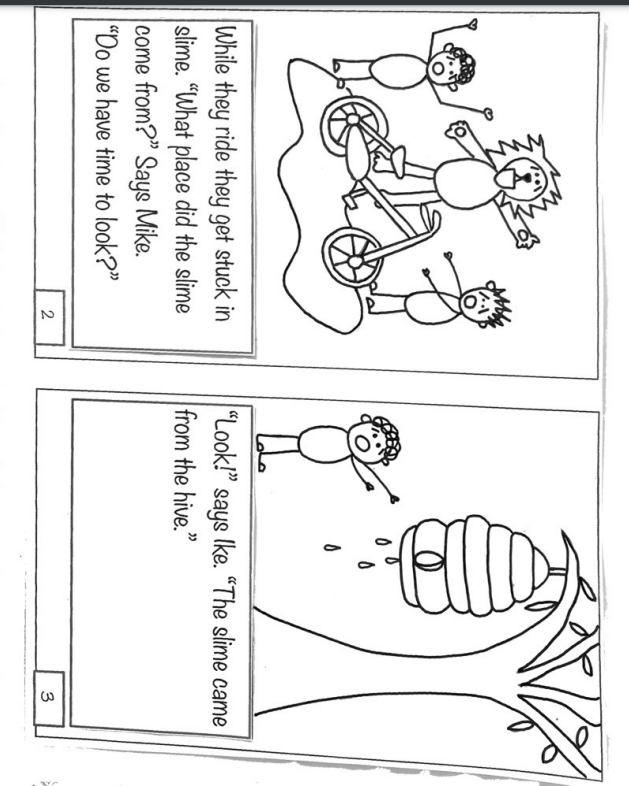 While they ride they get stuck in
slime. “What place did the slime
come from?” Says Mike.
“Do we have time to look?”
2
“Look!” says Ike. “The slime came
from the hive.”
3